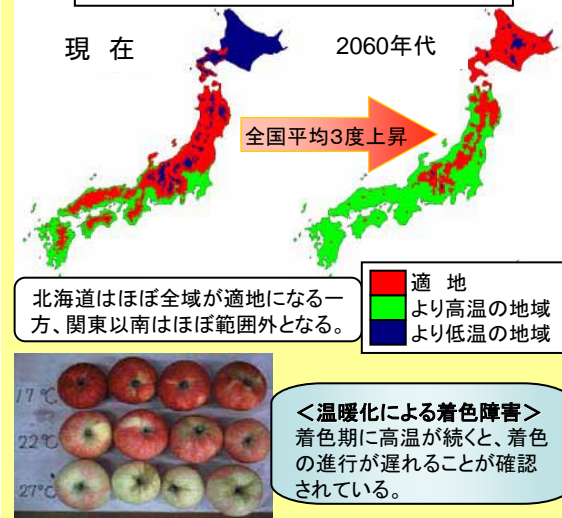 現 在
2060年代
全国平均3度上昇
北海道はほぼ全域が適地になる一
方、関東以南はほぼ範囲外となる。
適 地
より高温の地域
より低温の地域
17℃
22℃
27℃
＜温暖化による着色障害＞
着色期に高温が続くと、着色
の進行が遅れることが確認
されている。